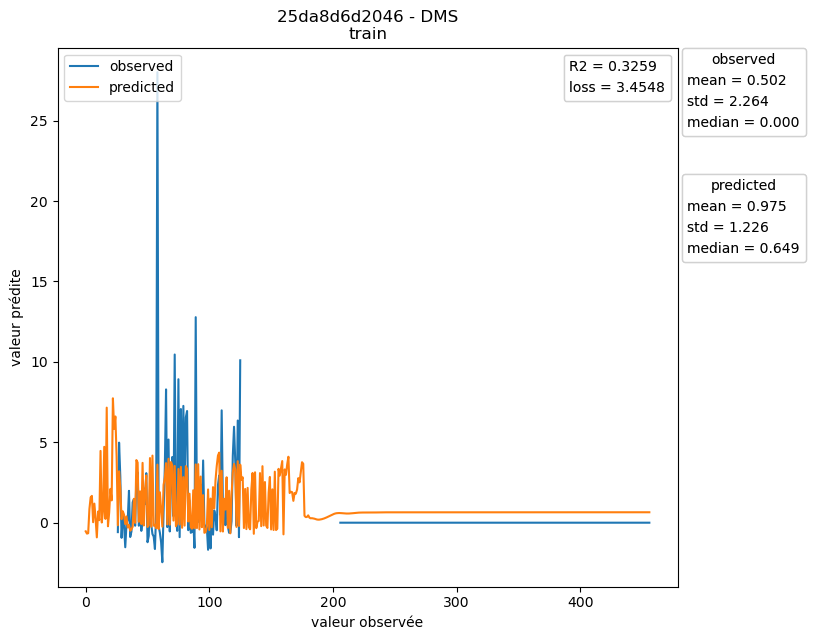 25da8d6d2046 - DMS
train
observed
predicted
R2 = 0.3259
loss = 3.4548
observed
mean = 0.502
std = 2.264
median = 0.000
predicted
mean = 0.975
std = 1.226
median = 0.649
valeur prédite
25
20
15
10
5
0
0
100
200
300
400
valeur observée